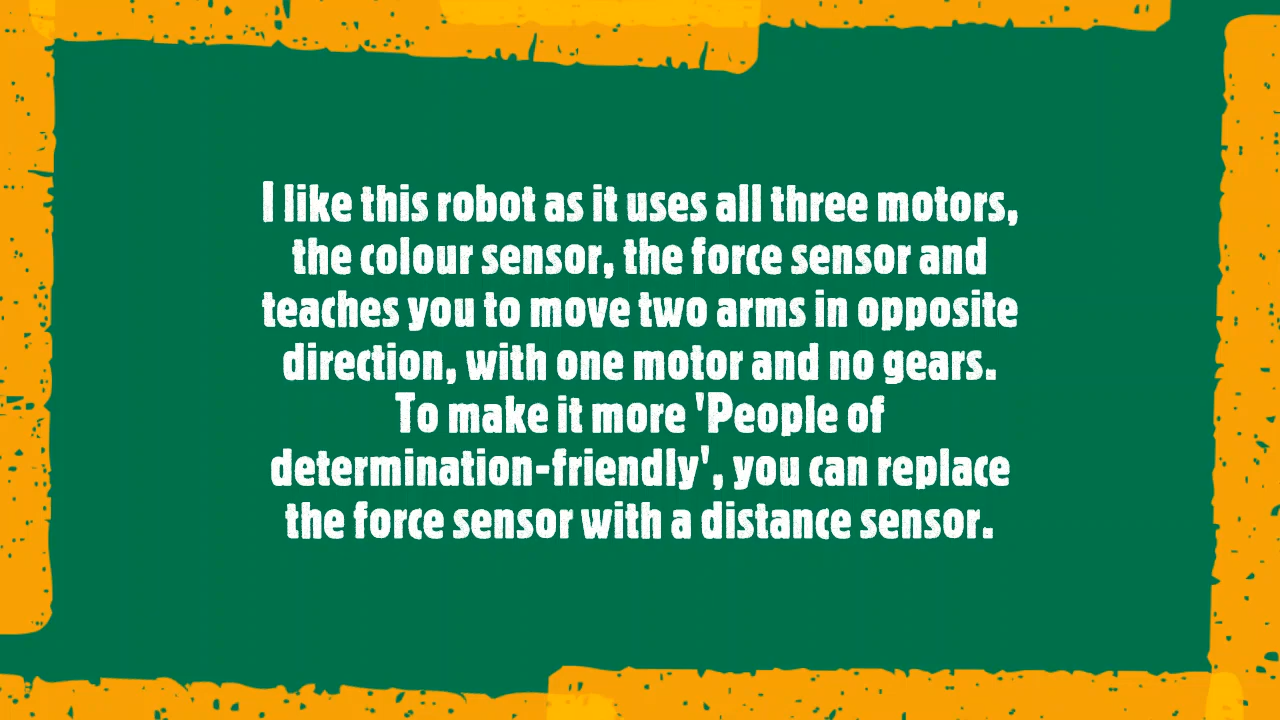 I like this robot as it uses all three motors,
the colour sensor, the force sensor and
teaches you to move two arms in opposite
direction, with one motor and no gears.
To make it more 'People of
determination-friendly', you can replace
the force sensor with a distance sensor.